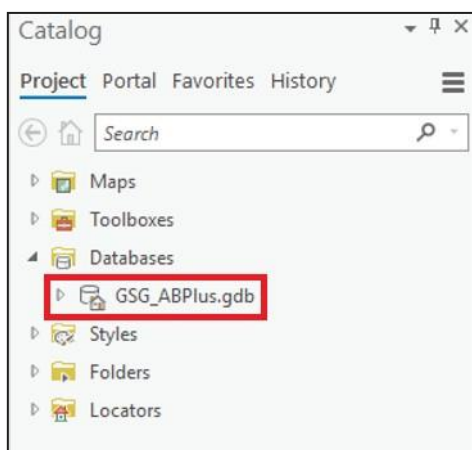 Catalog
Project Portal Favorites History
Search
Maps
Toolboxes
Databases
GSG_ABPlus.gdb
Styles
Folders
Locators